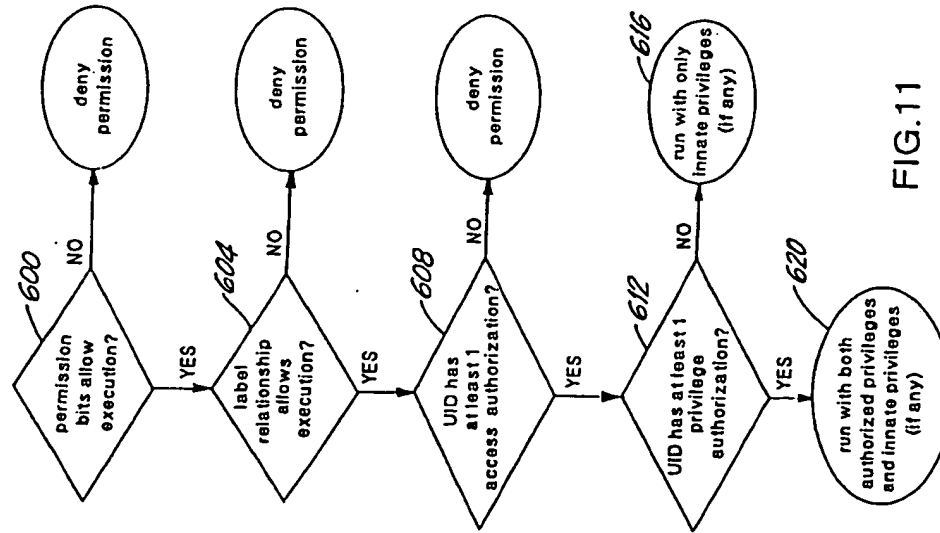 600
permission
bits allow
execution?
NO
deny
permission
YES
604
label
relationship
allows
execution?
NO
deny
permission
YES
608
UID has
at least 1
access authorization?
NO
deny
permission
YES
612
UID has at least 1
privilege
authorization?
NO
616
run with only
innate privileges
(if any)
YES
620
run with both
authorized privileges
and innate privileges
(if any)
FIG.11